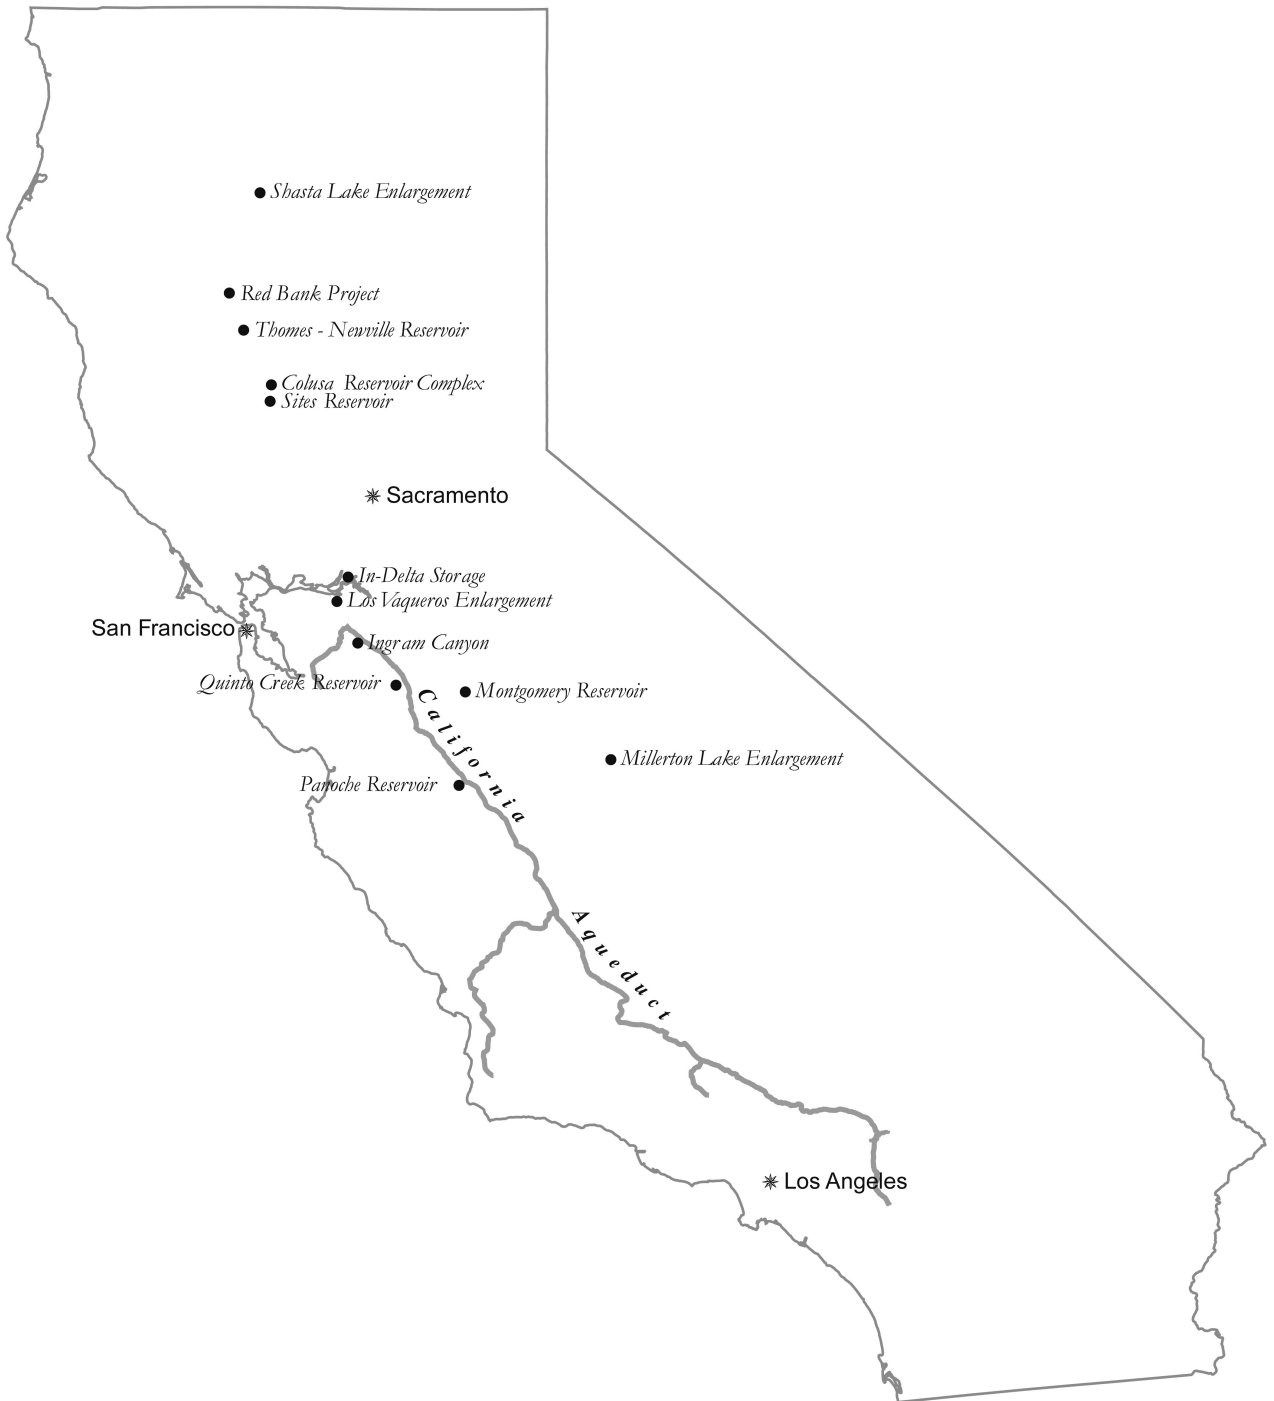 Shasta Lake Enlargement
Red Bank Project
Thomes - Newville Reservoir
Colusa Reservoir Complex
Sites Reservoir
Sacramento
In-Delta Storage
Los Vaqueros Enlargement
San Francisco
Ingram Canyon
Quinto Creek Reservoir
Montgomery Reservoir
California
Millerton Lake Enlargement
Panoche Reservoir
Aqueduct
Los Angeles